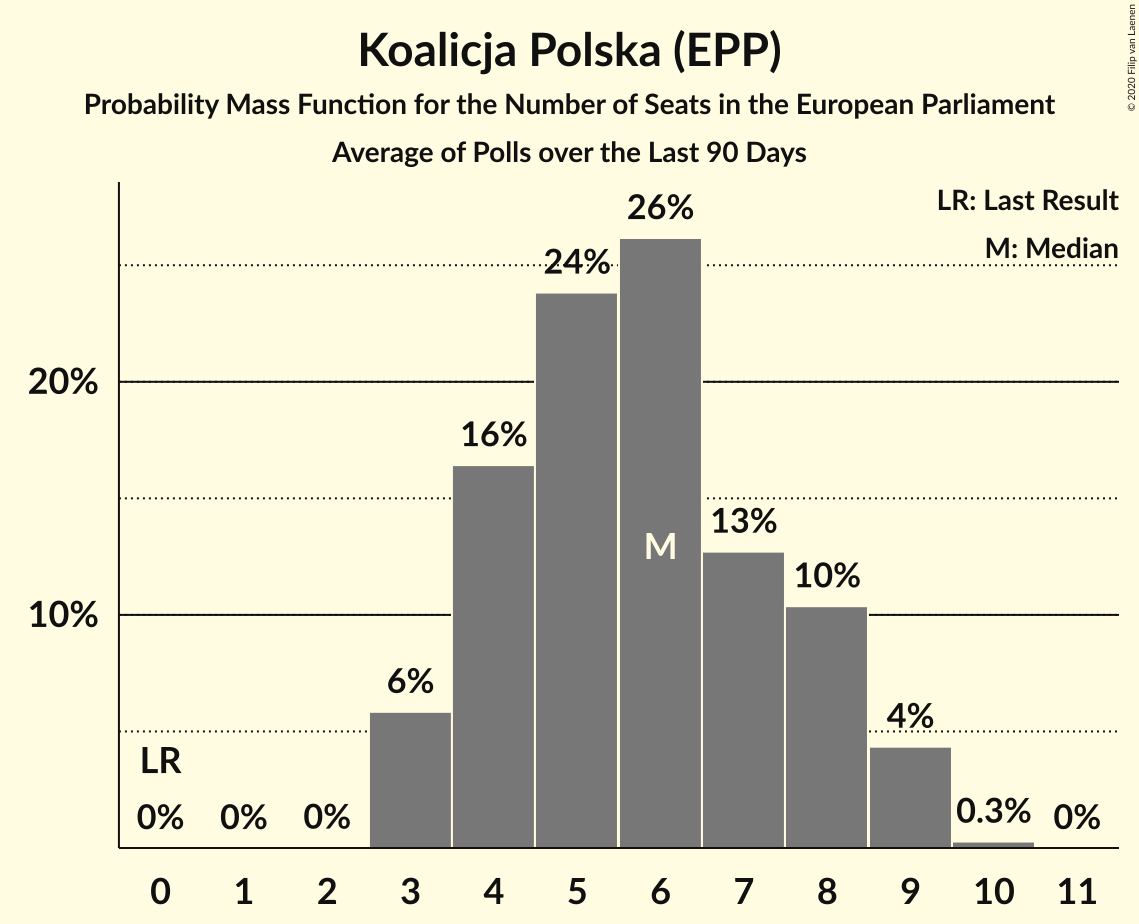 Koalicja Polska (EPP)
Probability Mass Function for the Number of Seats in the European Parliament
Average of Polls over the Last 90 Days
© 2020 Filip van Laenen
LR: Last Result
M: Median
20%
10%
LR
0%
0%
0%
6%
16%
24%
26%
M
13%
10%
4%
0.3%
0%
0 1 2 3 4 5 6 7 8 9 10 11